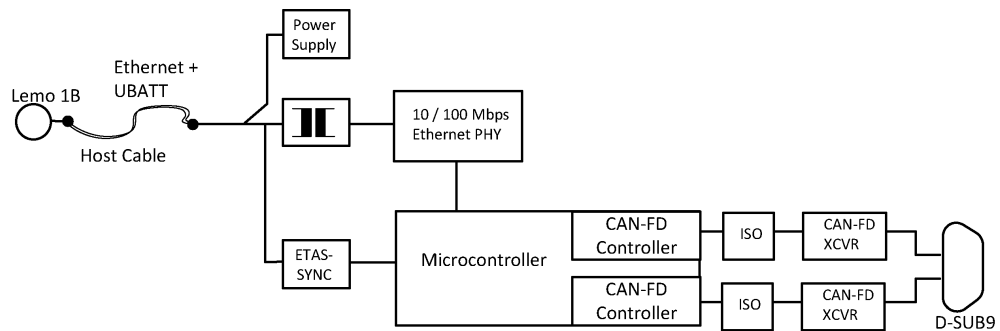 Power
Supply
Ethernet +
UBATT
Lemo 1B
Host Cable
10 / 100 Mbps
Ethernet PHY
ETAS-
SYNC
Microcontroller
CAN-FD
Controller
ISO
CAN-FD
XCVR
CAN-FD
Controller
ISO
CAN-FD
XCVR
D-SUB9